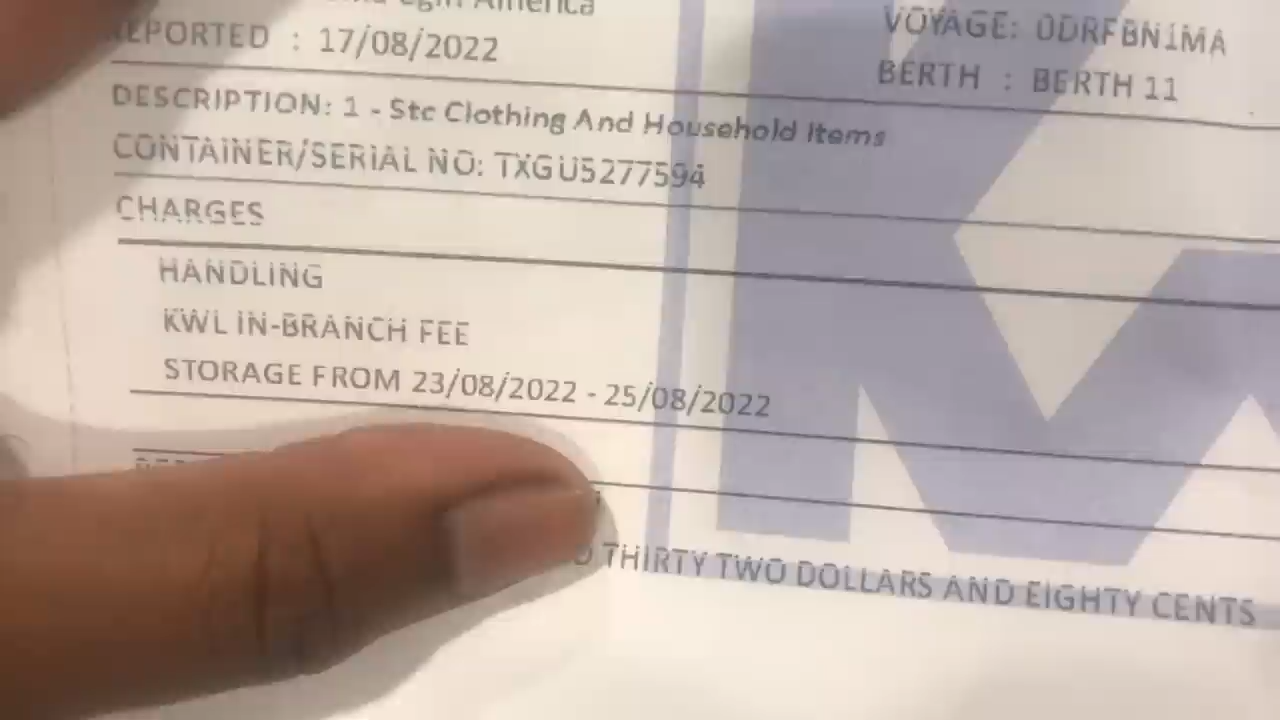 America
REPORTED : 17/08/2022
VOYAGE: 0DRFBN1MA
BERTH : BERTH 11
DESCRIPTION: 1 - Stc Clothing And Household Items
CONTAINER/SERIAL NO: TXGU5277594
CHARGES
HANDLING
KWL IN-BRANCH FEE
STORAGE FROM 23/08/2022 - 25/08/2022
THIRTY TWO DOLLARS AND EIGHTY CENTS